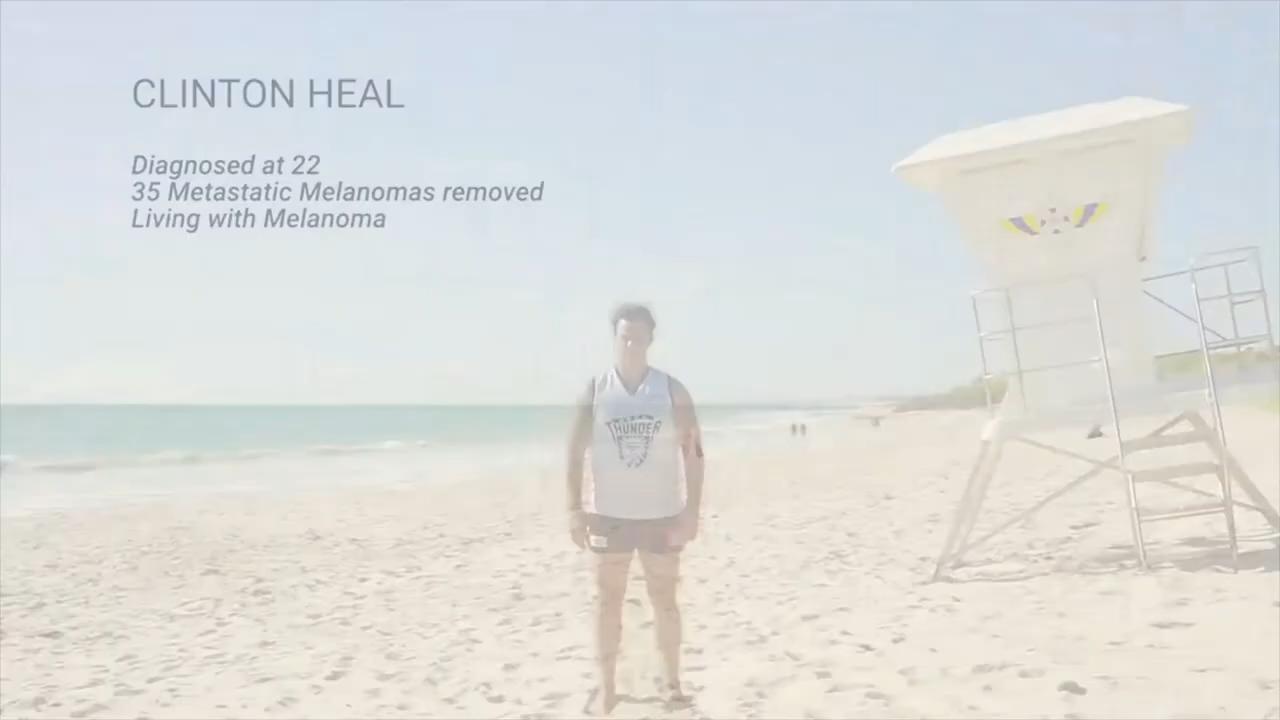 CLINTON HEAL
Diagnosed at 22
35 Metastatic Melanomas removed
Living with Melanoma
THUNDER